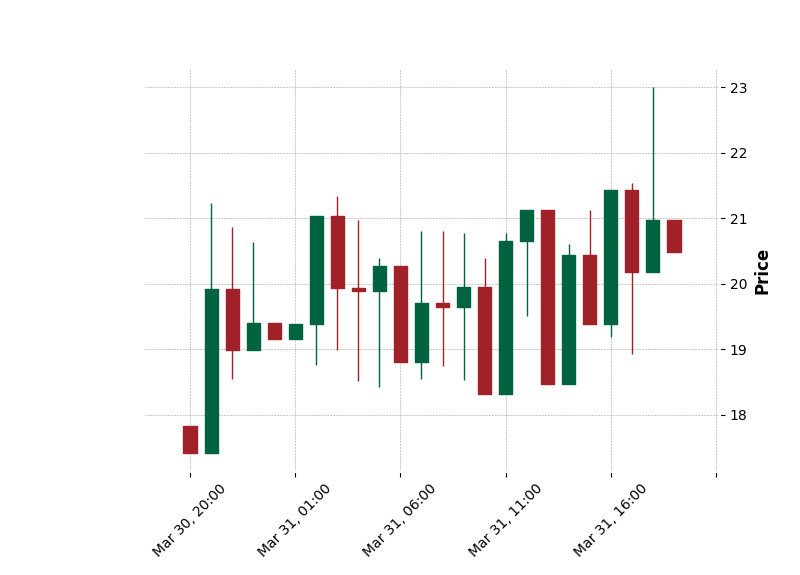 23
22
21
20
19
18
Price
Mar 30, 20:00
Mar 31, 01:00
Mar 31, 06:00
Mar 31, 11:00
Mar 31, 16:00